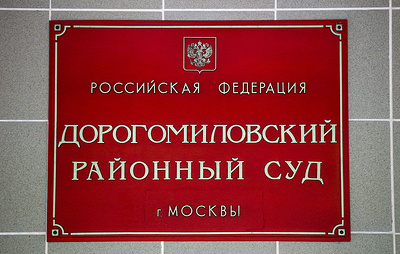 РОССИЙСКАЯ ФЕДЕРАЦИЯ
ДОРОГОМИЛОВСКИЙ
РАЙОННЫЙ СУД
г. МОСКВЫ